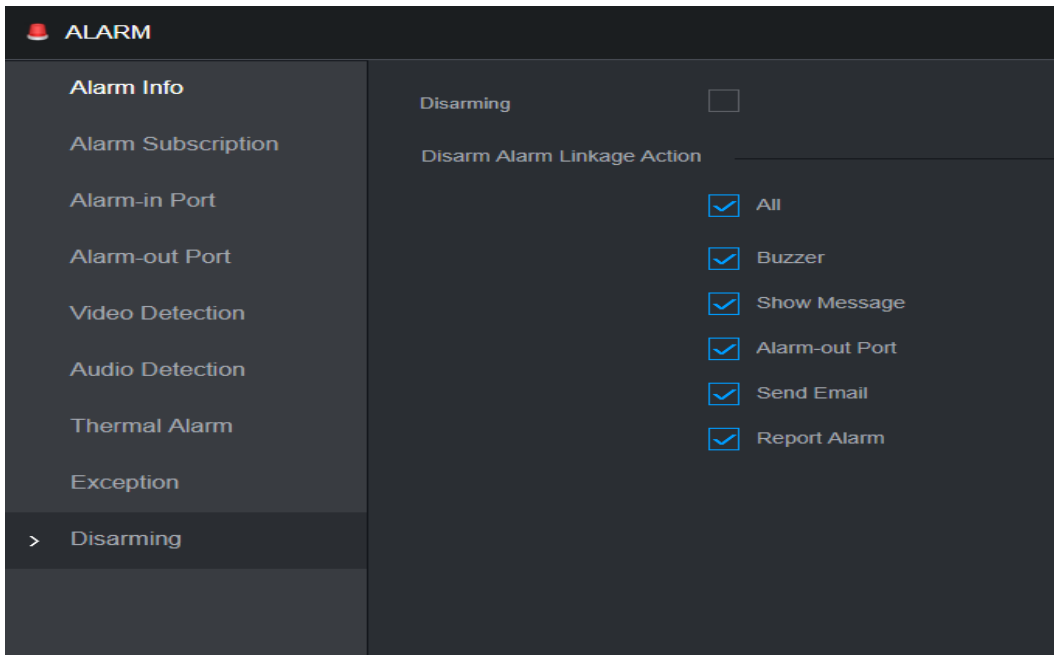 ALARM
Alarm Info
Alarm Subscription
Alarm-in Port
Alarm-out Port
Video Detection
Audio Detection
Thermal Alarm
Exception
> Disarming
Disarming
Disarm Alarm Linkage Action
All
Buzzer
Show Message
Alarm-out Port
Send Email
Report Alarm